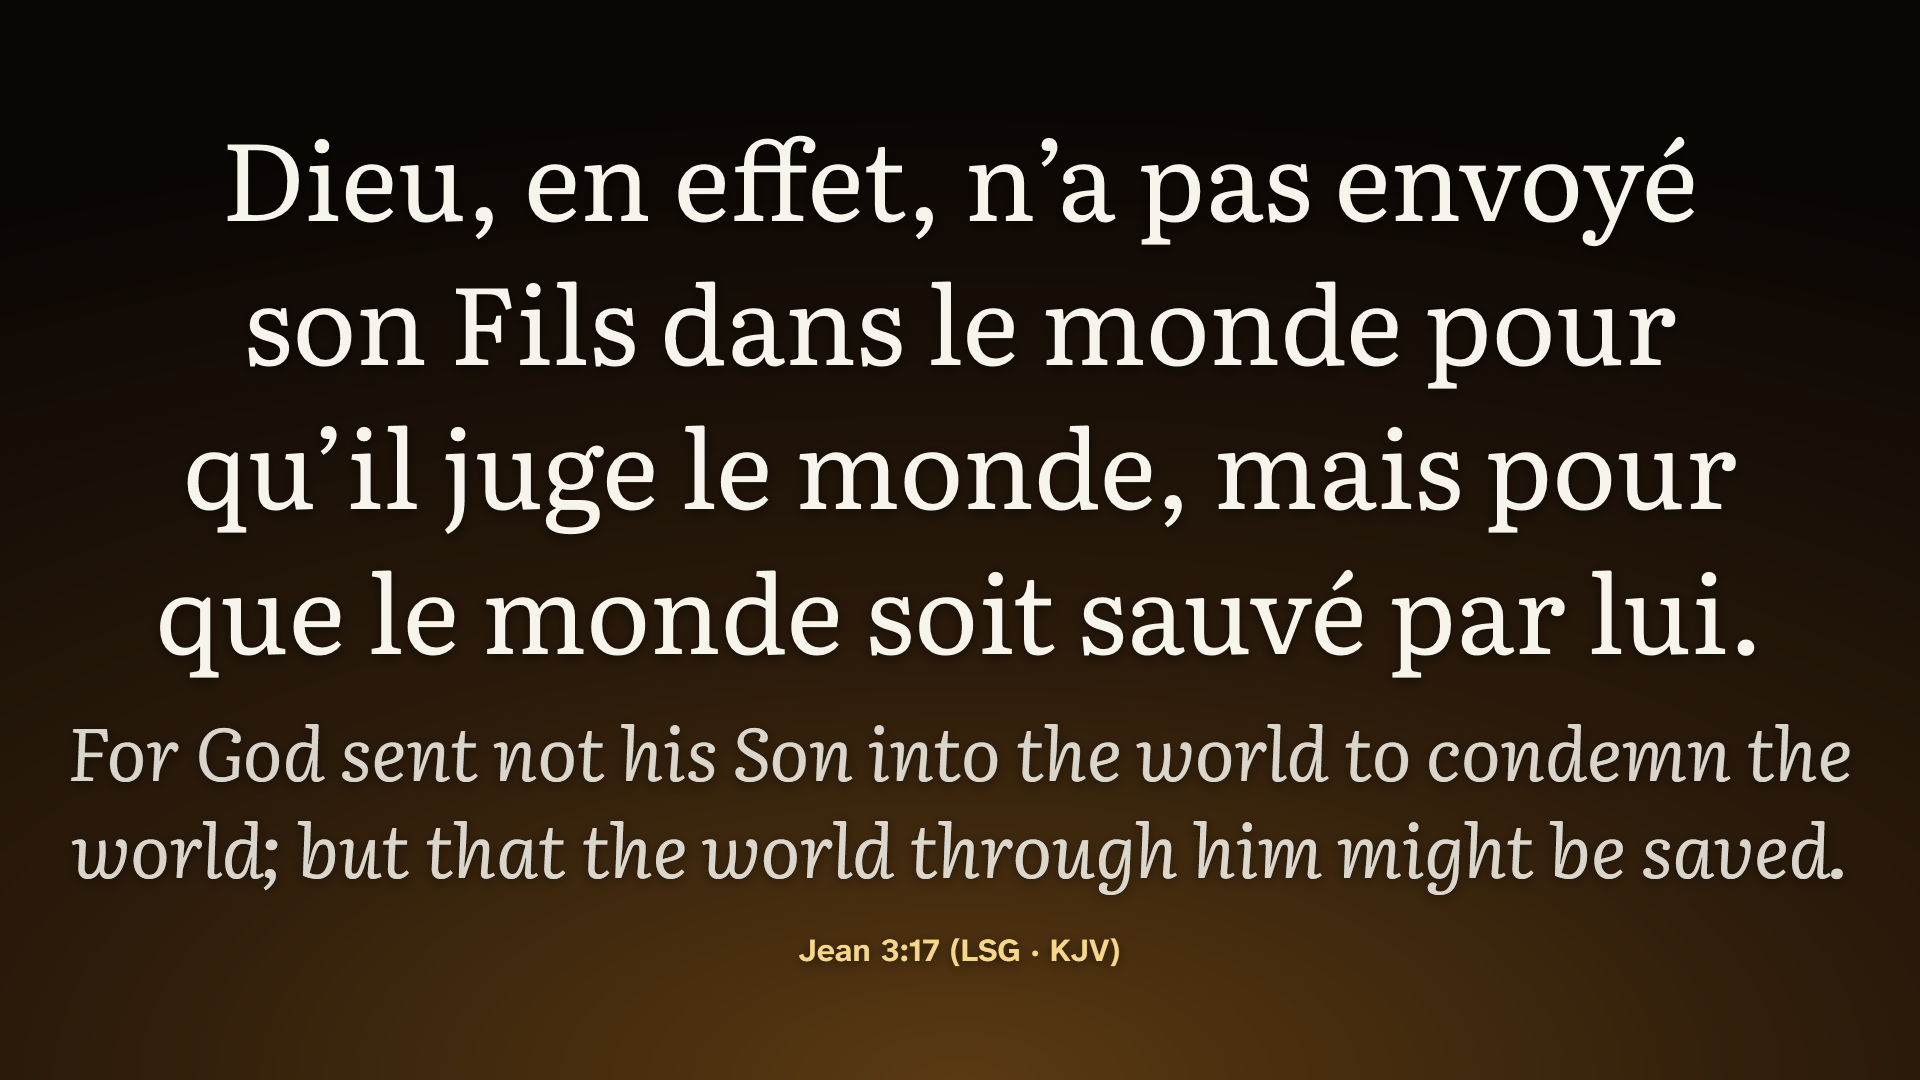 Dieu, en effet, n’a pas envoyé
son Fils dans le monde pour
qu’il juge le monde, mais pour
que le monde soit sauvé par lui.
For God sent not his Son into the world to condemn the
world; but that the world through him might be saved.
Jean 3:17 (LSG · KJV)